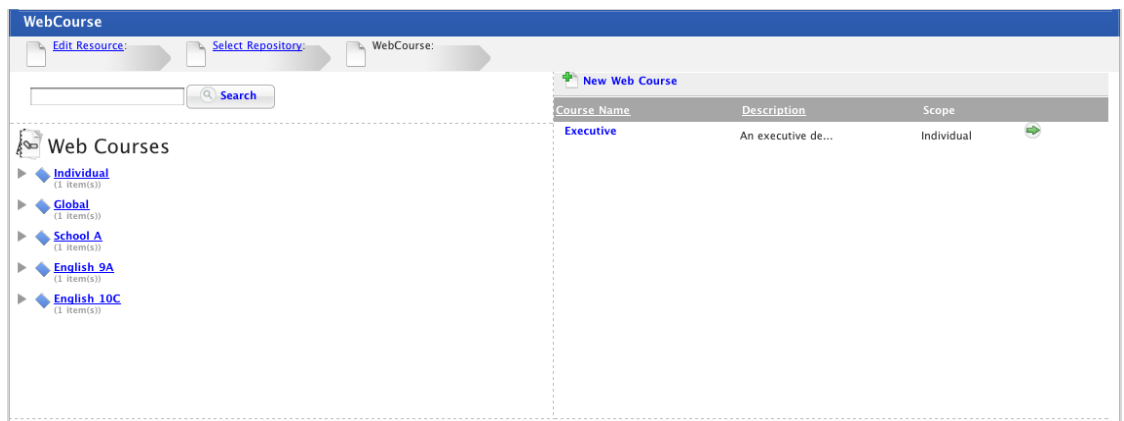 WebCourse
Edit Resource: Select Repository: WebCourse:
Search
Web Courses
Individual
(1 item(s))
Global
(1 item(s))
School A
(1 item(s))
English 9A
(1 item(s))
English 10C
(1 item(s))
New Web Course
Course Name Description Scope
Executive An executive de... Individual